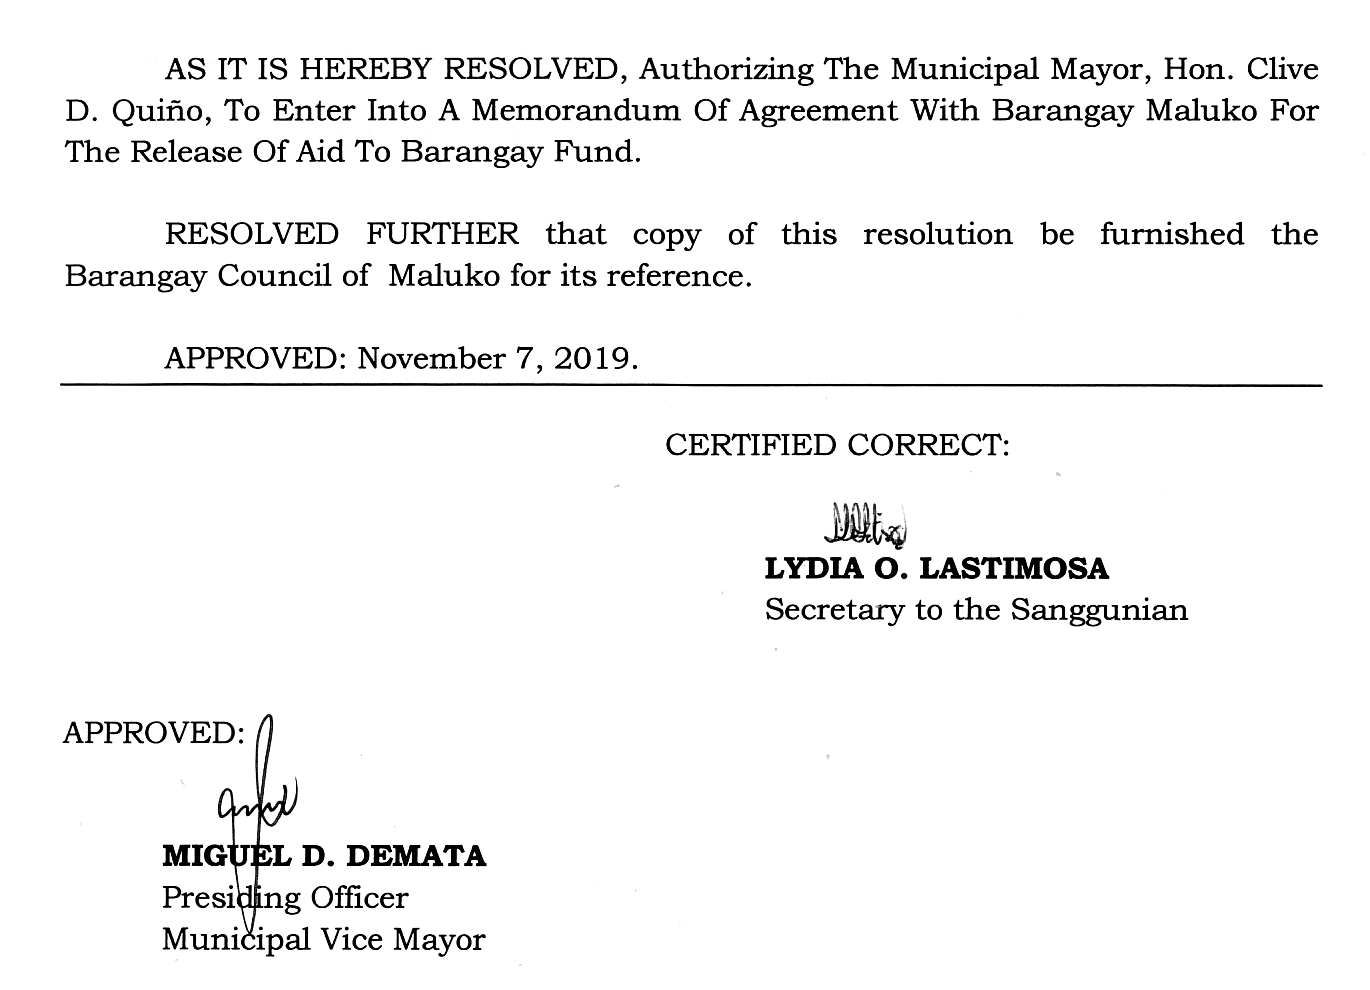 AS IT IS HEREBY RESOLVED, Authorizing The Municipal Mayor, Hon. Clive
D. Quiño, To Enter Into A Memorandum Of Agreement With Barangay Maluko For
The Release Of Aid To Barangay Fund.
RESOLVED FURTHER that copy of this resolution be furnished the
Barangay Council of Maluko for its reference.
APPROVED: November 7, 2019.
CERTIFIED CORRECT:
LYDIA O. LASTIMOSA
Secretary to the Sanggunian
APPROVED:
MIGUEL D. DEMATA
Presiding Officer
Municipal Vice Mayor